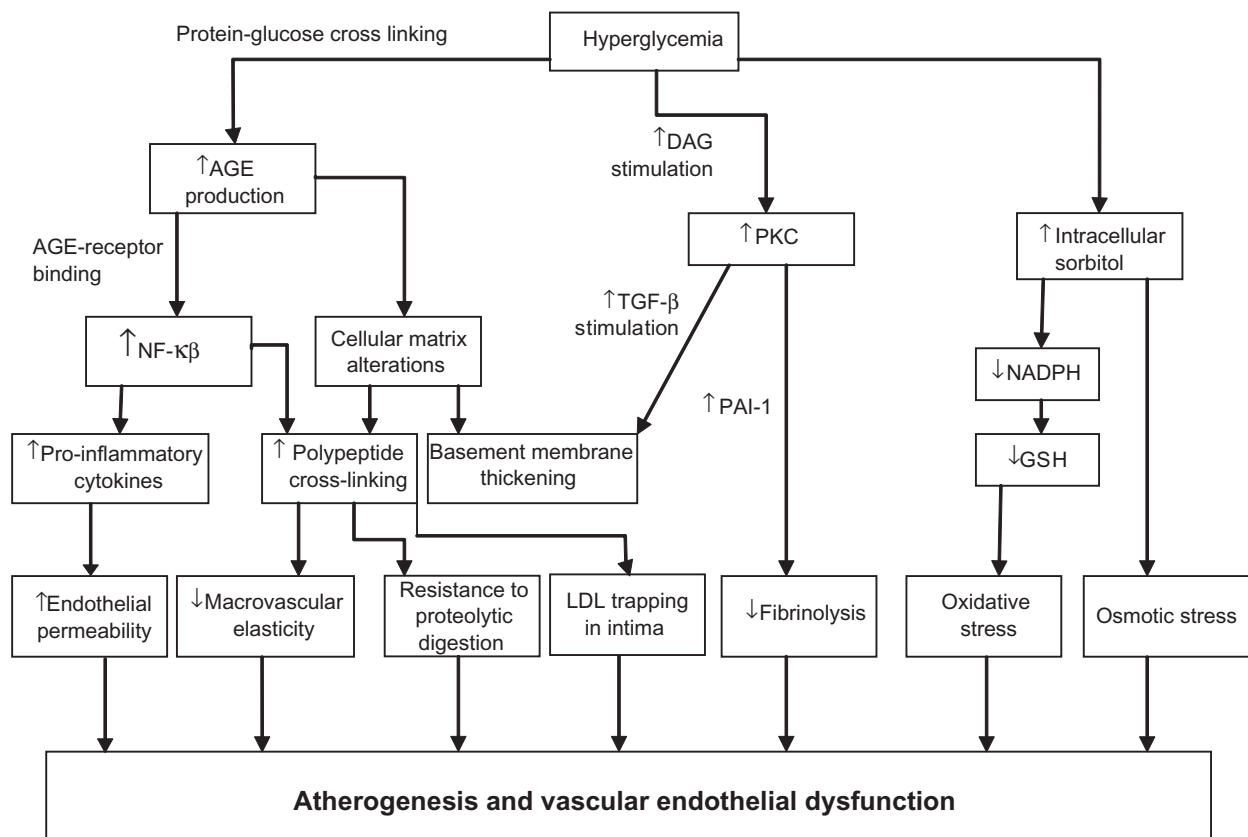 Protein-glucose cross linking
Hyperglycemia
↑DAG
stimulation
↑AGE
production
↑PKC
↑Intracellular
sorbitol
AGE-receptor
binding
↑TGF-β
stimulation
↑NF-κβ
Cellular matrix
alterations
↓NADPH
↑PAI-1
↑Pro-inflammatory
cytokines
↑ Polypeptide
cross-linking
Basement membrane
thickening
↓GSH
↑Endothelial
permeability
↓Macrovascular
elasticity
Resistance to
proteolytic
digestion
LDL trapping
in intima
↓Fibrinolysis
Oxidative
stress
Osmotic stress
Atherogenesis and vascular endothelial dysfunction